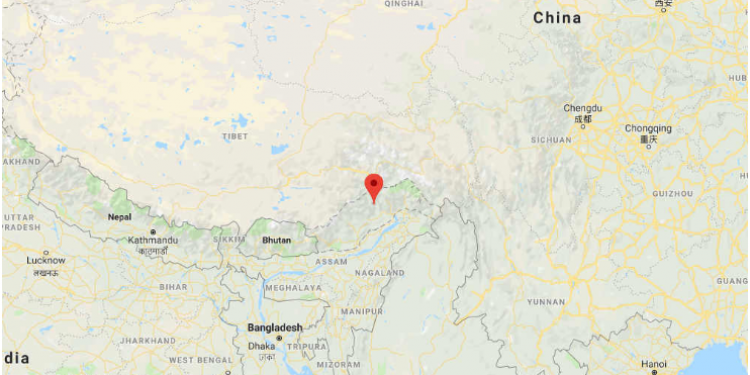 QINGHAI
西安
China
HUB
Chengdu
成都
Chongqing
重庆
TIBET
SICHUAN
AKHAND
GUIZHOU
UTTAR
PRADESH
Nepal
Kathmandu
काठमाडौं
SIKKIM
Bhutan
Lucknow
लखनऊ
ASSAM
NAGALAND
BIHAR
MEGHALAYA
GUANG
MANIPUR
YUNNAN
Bangladesh
JHARKHAND
Dhaka
ঢাকা
TRIPURA
dia
WEST BENGAL
MIZORAM
Hanoi